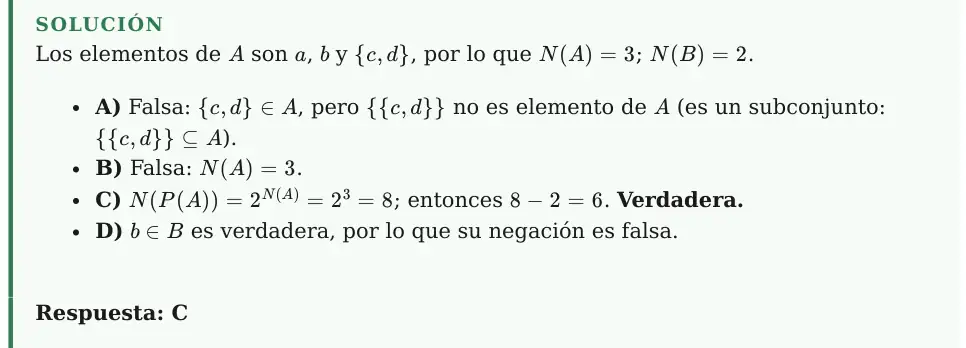 SOLUCIÓN
Los elementos de A son a, b y {c, d}, por lo que N(A) = 3; N(B) = 2.
• A) Falsa: {c, d} ∈ A, pero {{c, d}} no es elemento de A (es un subconjunto:
{{c, d}} ⊆ A).
• B) Falsa: N(A) = 3.
• C) N(P(A)) = 2^{N(A)} = 2^3 = 8; entonces 8 − 2 = 6. Verdadera.
• D) b ∈ B es verdadera, por lo que su negación es falsa.
Respuesta: C